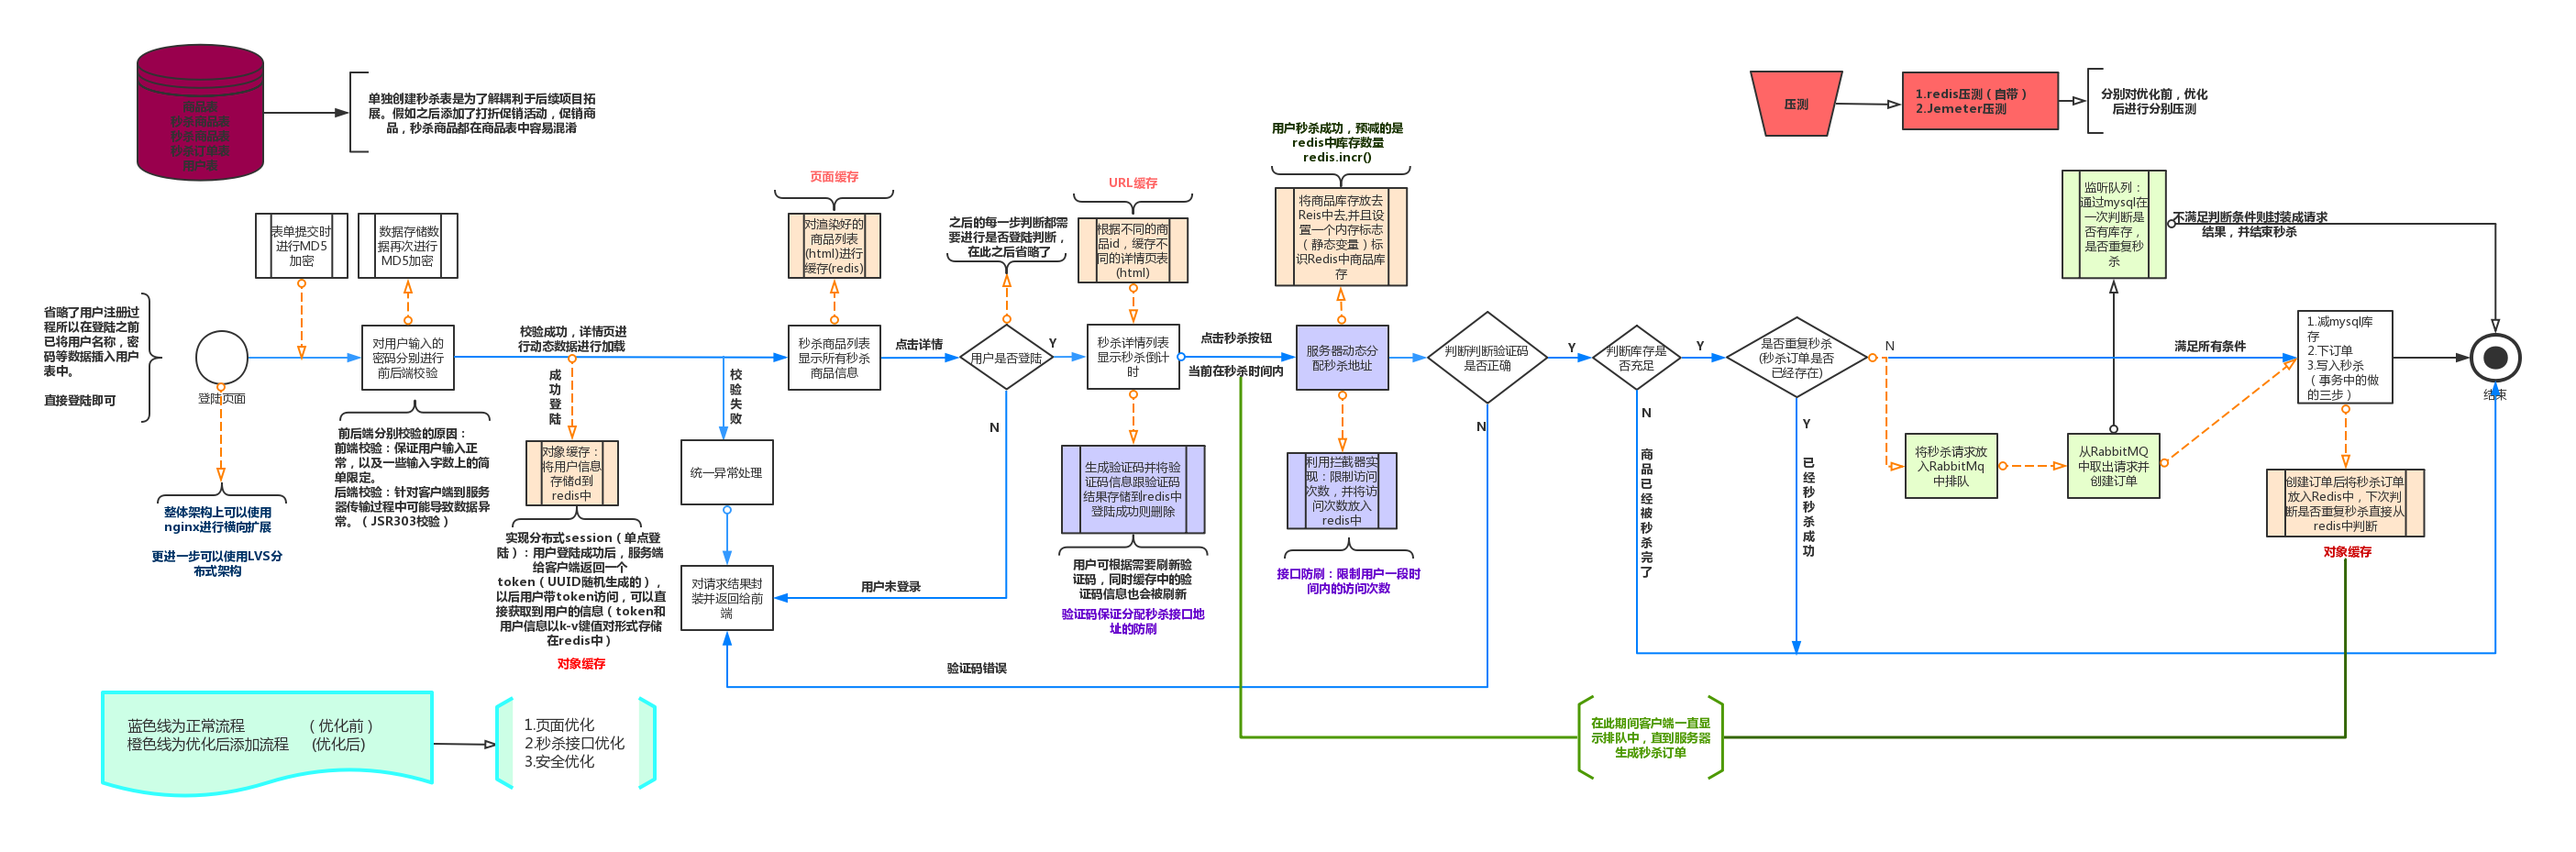 商品表
秒杀商品表
秒杀商品表
秒杀订单表
用户表
单独创建秒杀表是为了解耦利于后续项目拓
展。假如之后添加了打折促销活动，促销商
品，秒杀商品都在商品表中容易混淆
压测
1.redis压测（自带）
2.Jemeter压测
分别对优化前，优化
后进行分别压测
表单提交时
进行MD5
加密
数据存储数
据再次进行
MD5加密
页面缓存
对渲染好的
商品列表
(html)进行
缓存(redis)
之后的每一步判断都需
要进行是否登陆判断，
在此之后省略了
URL缓存
根据不同的商
品id，缓存不
同的详情页表
(html)
用户秒杀成功，预减的是
redis中库存数量
redis.incr()
将商品库存放去
Reis中去,并且设
置一个内存标志
（静态变量）标
识Redis中商品库
存
监听队列：
通过mysql在
一次判断是
否有库存，
是否重复秒
杀
不满足判断条件则封装成请求
结果，并结束秒杀
省略了用户注册过
程所以在登陆之前
已将用户名称，密
码等数据插入用户
表中。
直接登陆即可
登陆页面
对用户输入的
密码分别进行
前后端校验
校验成功，详情页进
行动态数据进行加载
成功登陆
校验失败
秒杀商品列表
显示所有秒杀
商品信息
点击详情
用户是否登陆
Y
N
秒杀详情列表
显示秒杀倒计
时
点击秒杀按钮
当前在秒杀时间内
服务器动态分
配秒杀地址
判断判断验证码
是否正确
Y
N
判断库存是
否充足
Y
N
商品已经被秒杀完了
是否重复秒杀
(秒杀订单是否
已经存在)
N
Y
已经秒秒杀成功
满足所有条件
1.减mysql库
存
2.下订单
3.写入秒杀
（事务中的做
的三步）
结束
整体架构上可以使用
nginx进行横向扩展
更进一步可以使用LVS分
布式架构
前后端分别校验的原因：
前端校验：保证用户输入正
常，以及一些输入字数上的简
单限定。
后端校验：针对客户端到服务
器传输过程中可能导致数据异
常。（JSR303校验）
对象缓存：
将用户信息
存储d到
redis中
实现分布式session（单点登
陆）：用户登陆成功后，服务端
给客户端返回一个
token（UUID随机生成的），
以后用户带token访问，可以直
接获取到用户的信息（token和
用户信息以k-v键值对形式存储
在redis中）
对象缓存
统一异常处理
对请求结果封
装并返回给前
端
用户未登录
验证码错误
生成验证码并将验
证码信息跟验证码
结果存储到redis中
登陆成功则删除
用户可根据需要刷新验
证码，同时缓存中的验
证码信息也会被刷新
验证码保证分配秒杀接口地
址的防刷
利用拦截器实
现：限制访问
次数，并将访
问次数放入
redis中
接口防刷：限制用户一段时
间内的访问次数
将秒杀请求放
入RabbitMq
中排队
从RabbitMQ
中取出请求并
创建订单
创建订单后将秒杀订单
放入Redis中，下次判
断是否重复秒杀直接从
redis中判断
对象缓存
在此期间客户端一直显
示排队中，直到服务器
生成秒杀订单
蓝色线为正常流程 （优化前）
橙色线为优化后添加流程 (优化后)
1.页面优化
2.秒杀接口优化
3.安全优化